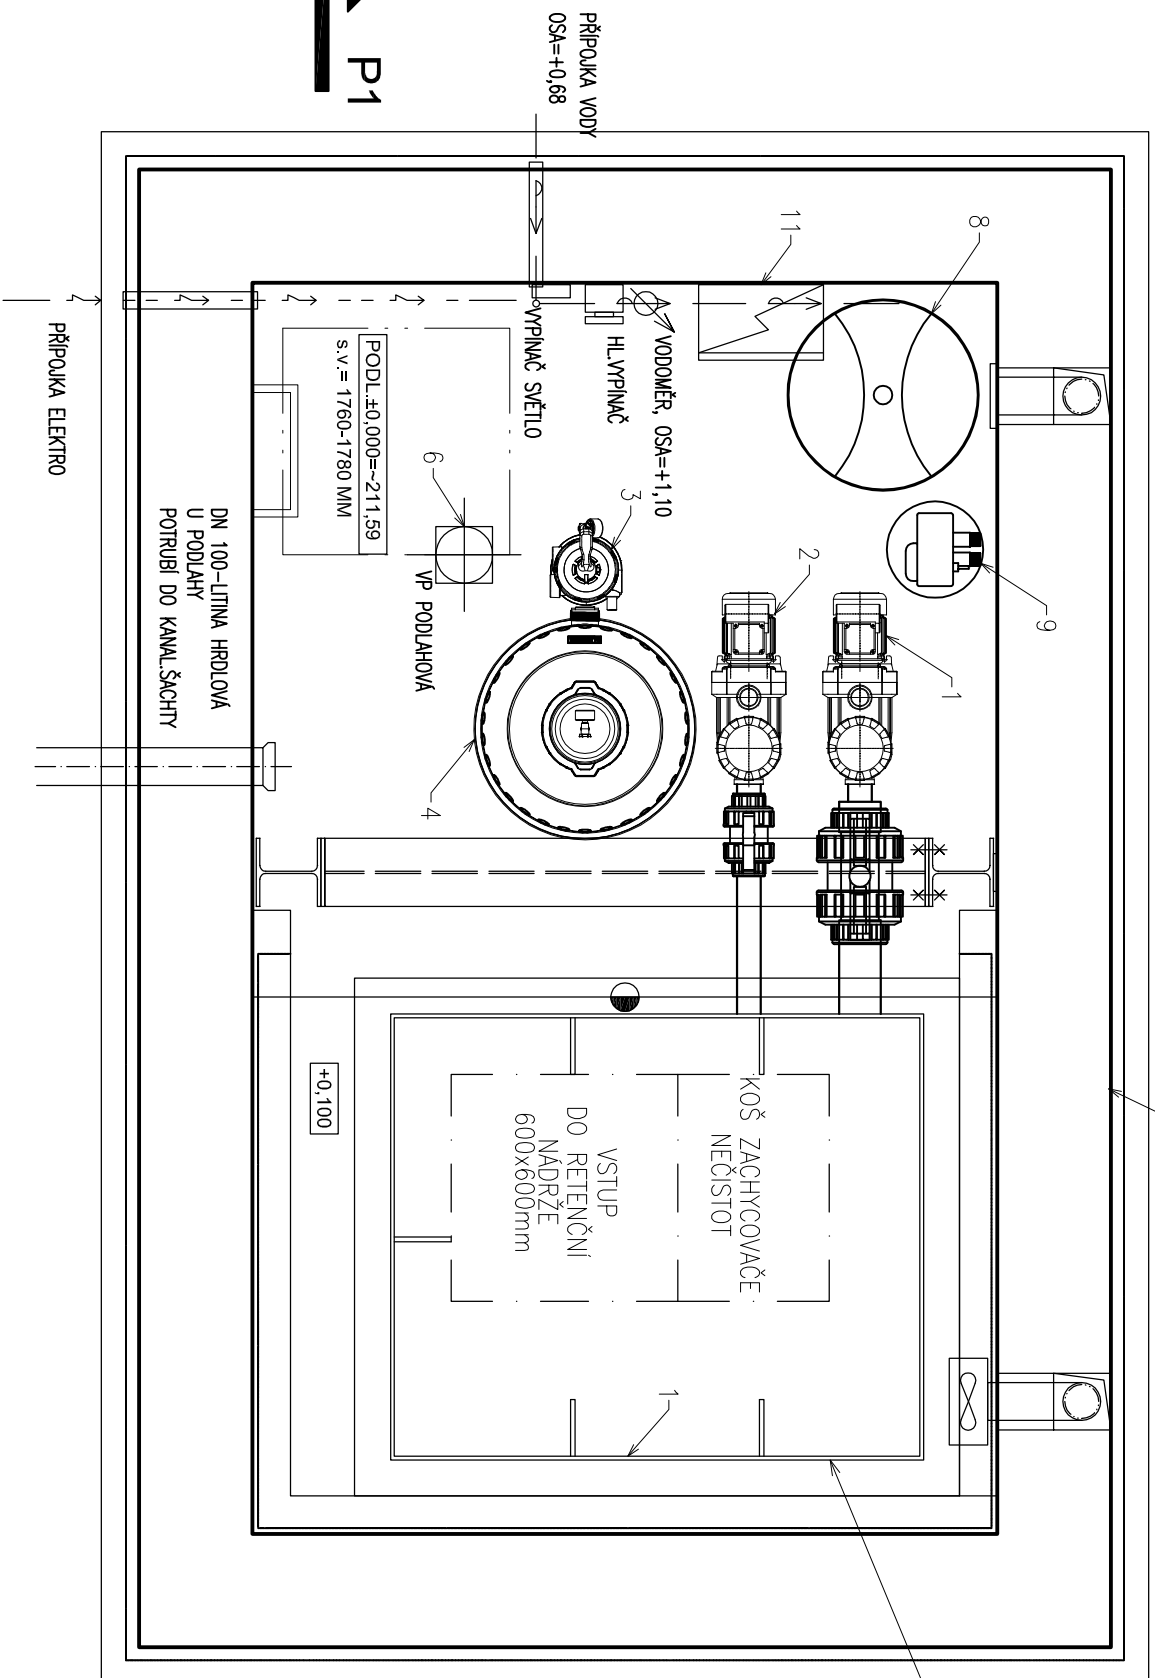 P1
PŘÍPOJKA VODY
OSA=+0,68
11
8
VODOMĚR, OSA=+1,10
HL.VYPÍNAČ
VYPÍNAČ SVĚTLO
PODL.±0,000=~211,59
s.v.= 1760-1780 MM
PŘÍPOJKA ELEKTRO
6
3
2
9
1
VP PODLAHOVÁ
DN 100-LITINA HRDLOVÁ
U PODLAHY
POTRUBÍ DO KANAL.ŠACHTY
4
+0,100
KOŠ ZACHYCOVAČE
NEČISTOT
VSTUP
DO RETENČNÍ
NÁDRŽE
600x600mm
1